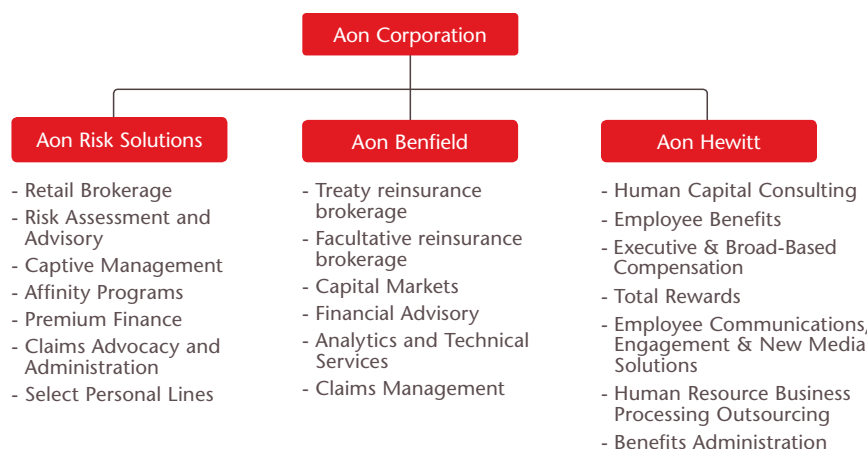 Aon Corporation
Aon Risk Solutions
- Retail Brokerage
- Risk Assessment and
Advisory
- Captive Management
- Affinity Programs
- Premium Finance
- Claims Advocacy and
Administration
- Select Personal Lines
Aon Benfield
- Treaty reinsurance
brokerage
- Facultative reinsurance
brokerage
- Capital Markets
- Financial Advisory
- Analytics and Technical
Services
- Claims Management
Aon Hewitt
- Human Capital Consulting
- Employee Benefits
- Executive & Broad-Based
Compensation
- Total Rewards
- Employee Communications,
Engagement & New Media
Solutions
- Human Resource Business
Processing Outsourcing
- Benefits Administration